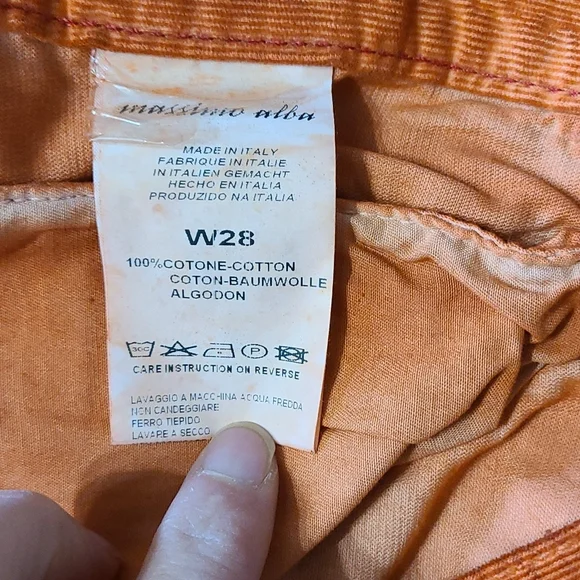 massimo alba
MADE IN ITALY
FABRIQUE IN ITALIE
IN ITALIEN GEMACHT
HECHO EN ITALIA
PRODUZIDO NA ITALIA
W28
100%COTONE-COTTON
COTON-BAUMWOLLE
ALGODON
30C P
CARE INSTRUCTION ON REVERSE
LAVAGGIO A MACCHINA ACQUA FREDDA
NON CANDEGGIARE
FERRO TIEPIDO
LAVARE A SECCO